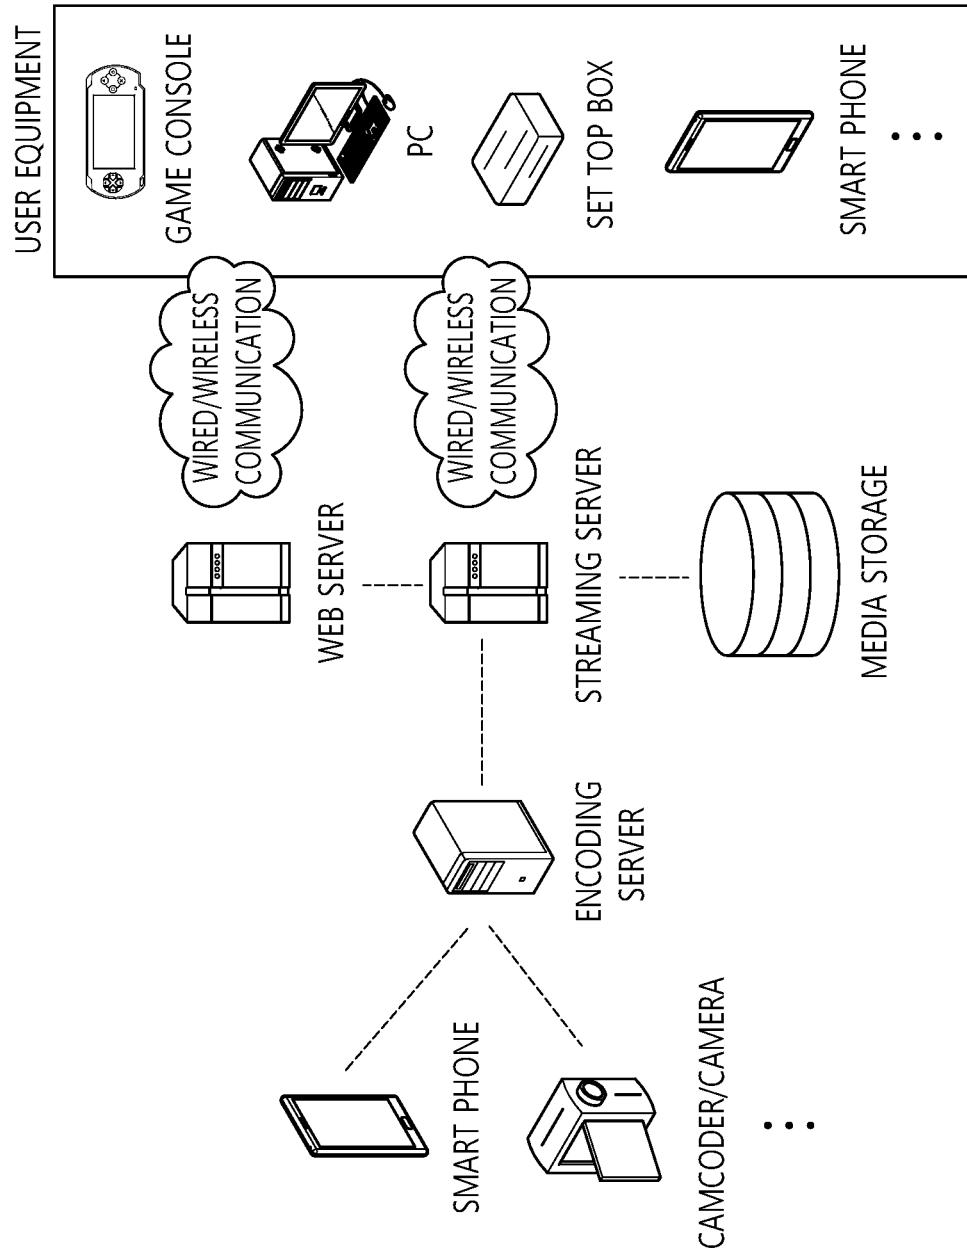 SMART PHONE
CAMCODER/CAMERA
ENCODING
SERVER
WEB SERVER
STREAMING SERVER
MEDIA STORAGE
WIRED/WIRELESS
COMMUNICATION
WIRED/WIRELESS
COMMUNICATION
USER EQUIPMENT
GAME CONSOLE
PC
SET TOP BOX
SMART PHONE